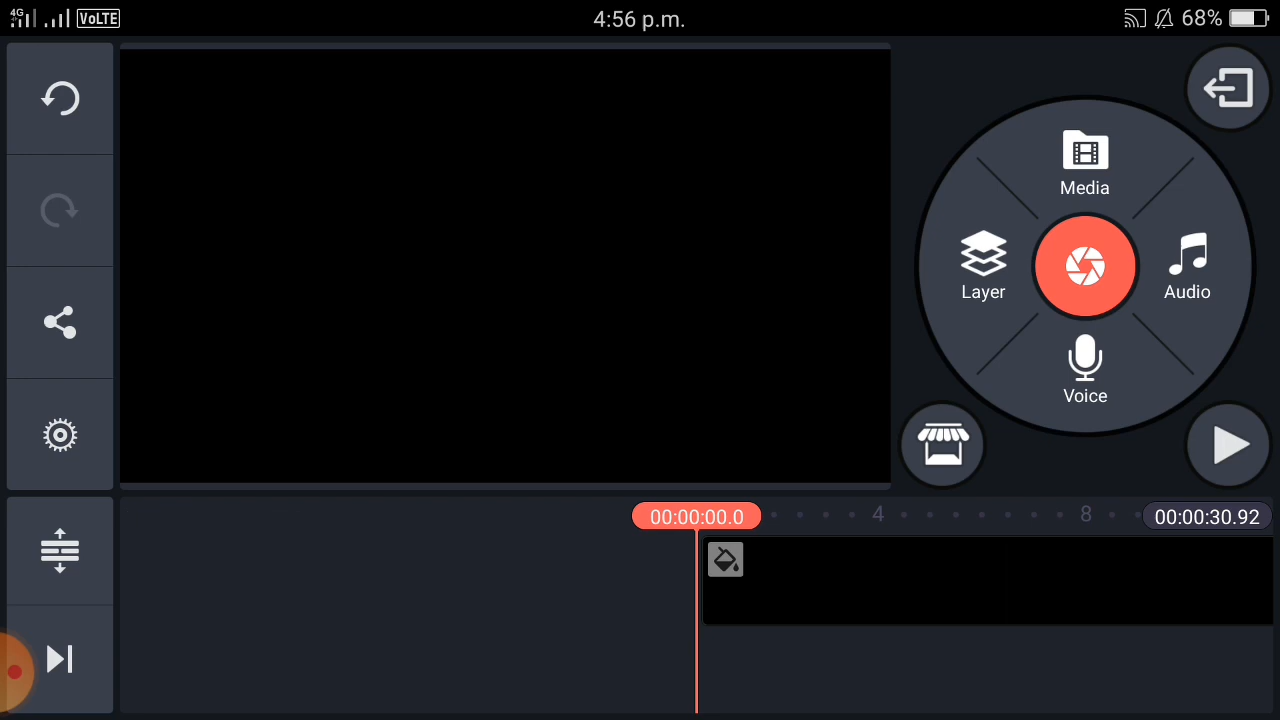 4G VoLTE 4:56 p.m. 68%
Media
Layer
Audio
Voice
00:00:00.0 4 8 00:00:30.92